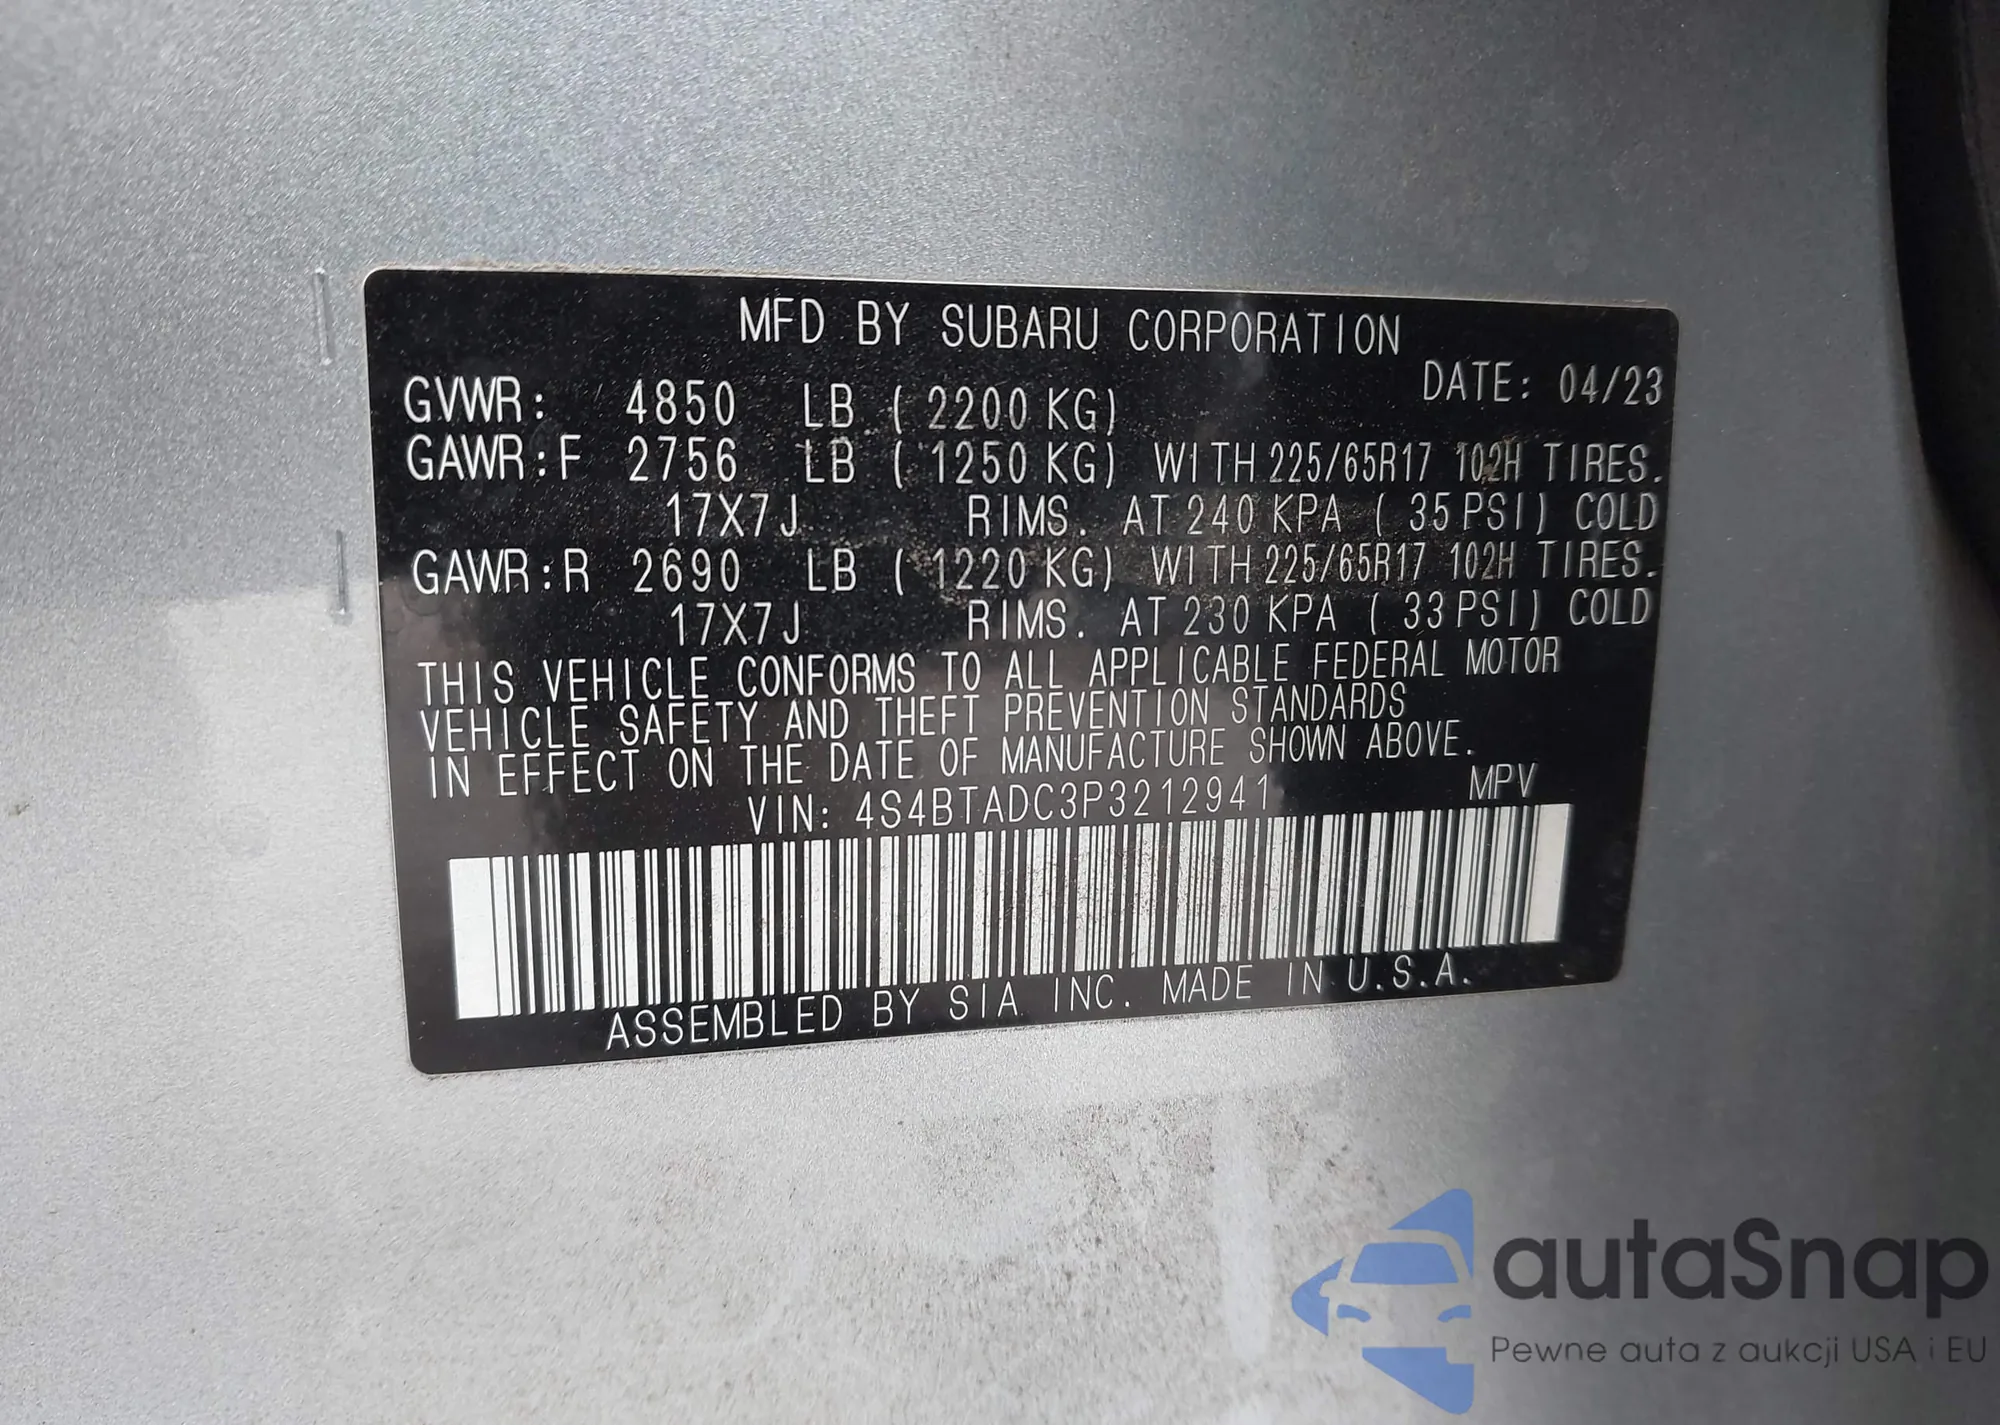 MFD BY SUBARU CORPORATION
DATE: 04/23
GVWR: 4850 LB ( 2200 KG)
GAWR:F 2756 LB ( 1250 KG) WITH 225/65R17 102H TIRES.
17X7J RIMS. AT 240 KPA ( 35 PSI) COLD
GAWR:R 2690 LB ( 1220 KG) WITH 225/65R17 102H TIRES.
17X7J RIMS. AT 230 KPA ( 33 PSI) COLD
THIS VEHICLE CONFORMS TO ALL APPLICABLE FEDERAL MOTOR
VEHICLE SAFETY AND THEFT PREVENTION STANDARDS
IN EFFECT ON THE DATE OF MANUFACTURE SHOWN ABOVE.
VIN: 4S4BTADC3P3212941 MPV
ASSEMBLED BY SIA INC. MADE IN U.S.A.
autaSnap
Pewne auta z aukcji USA i EU